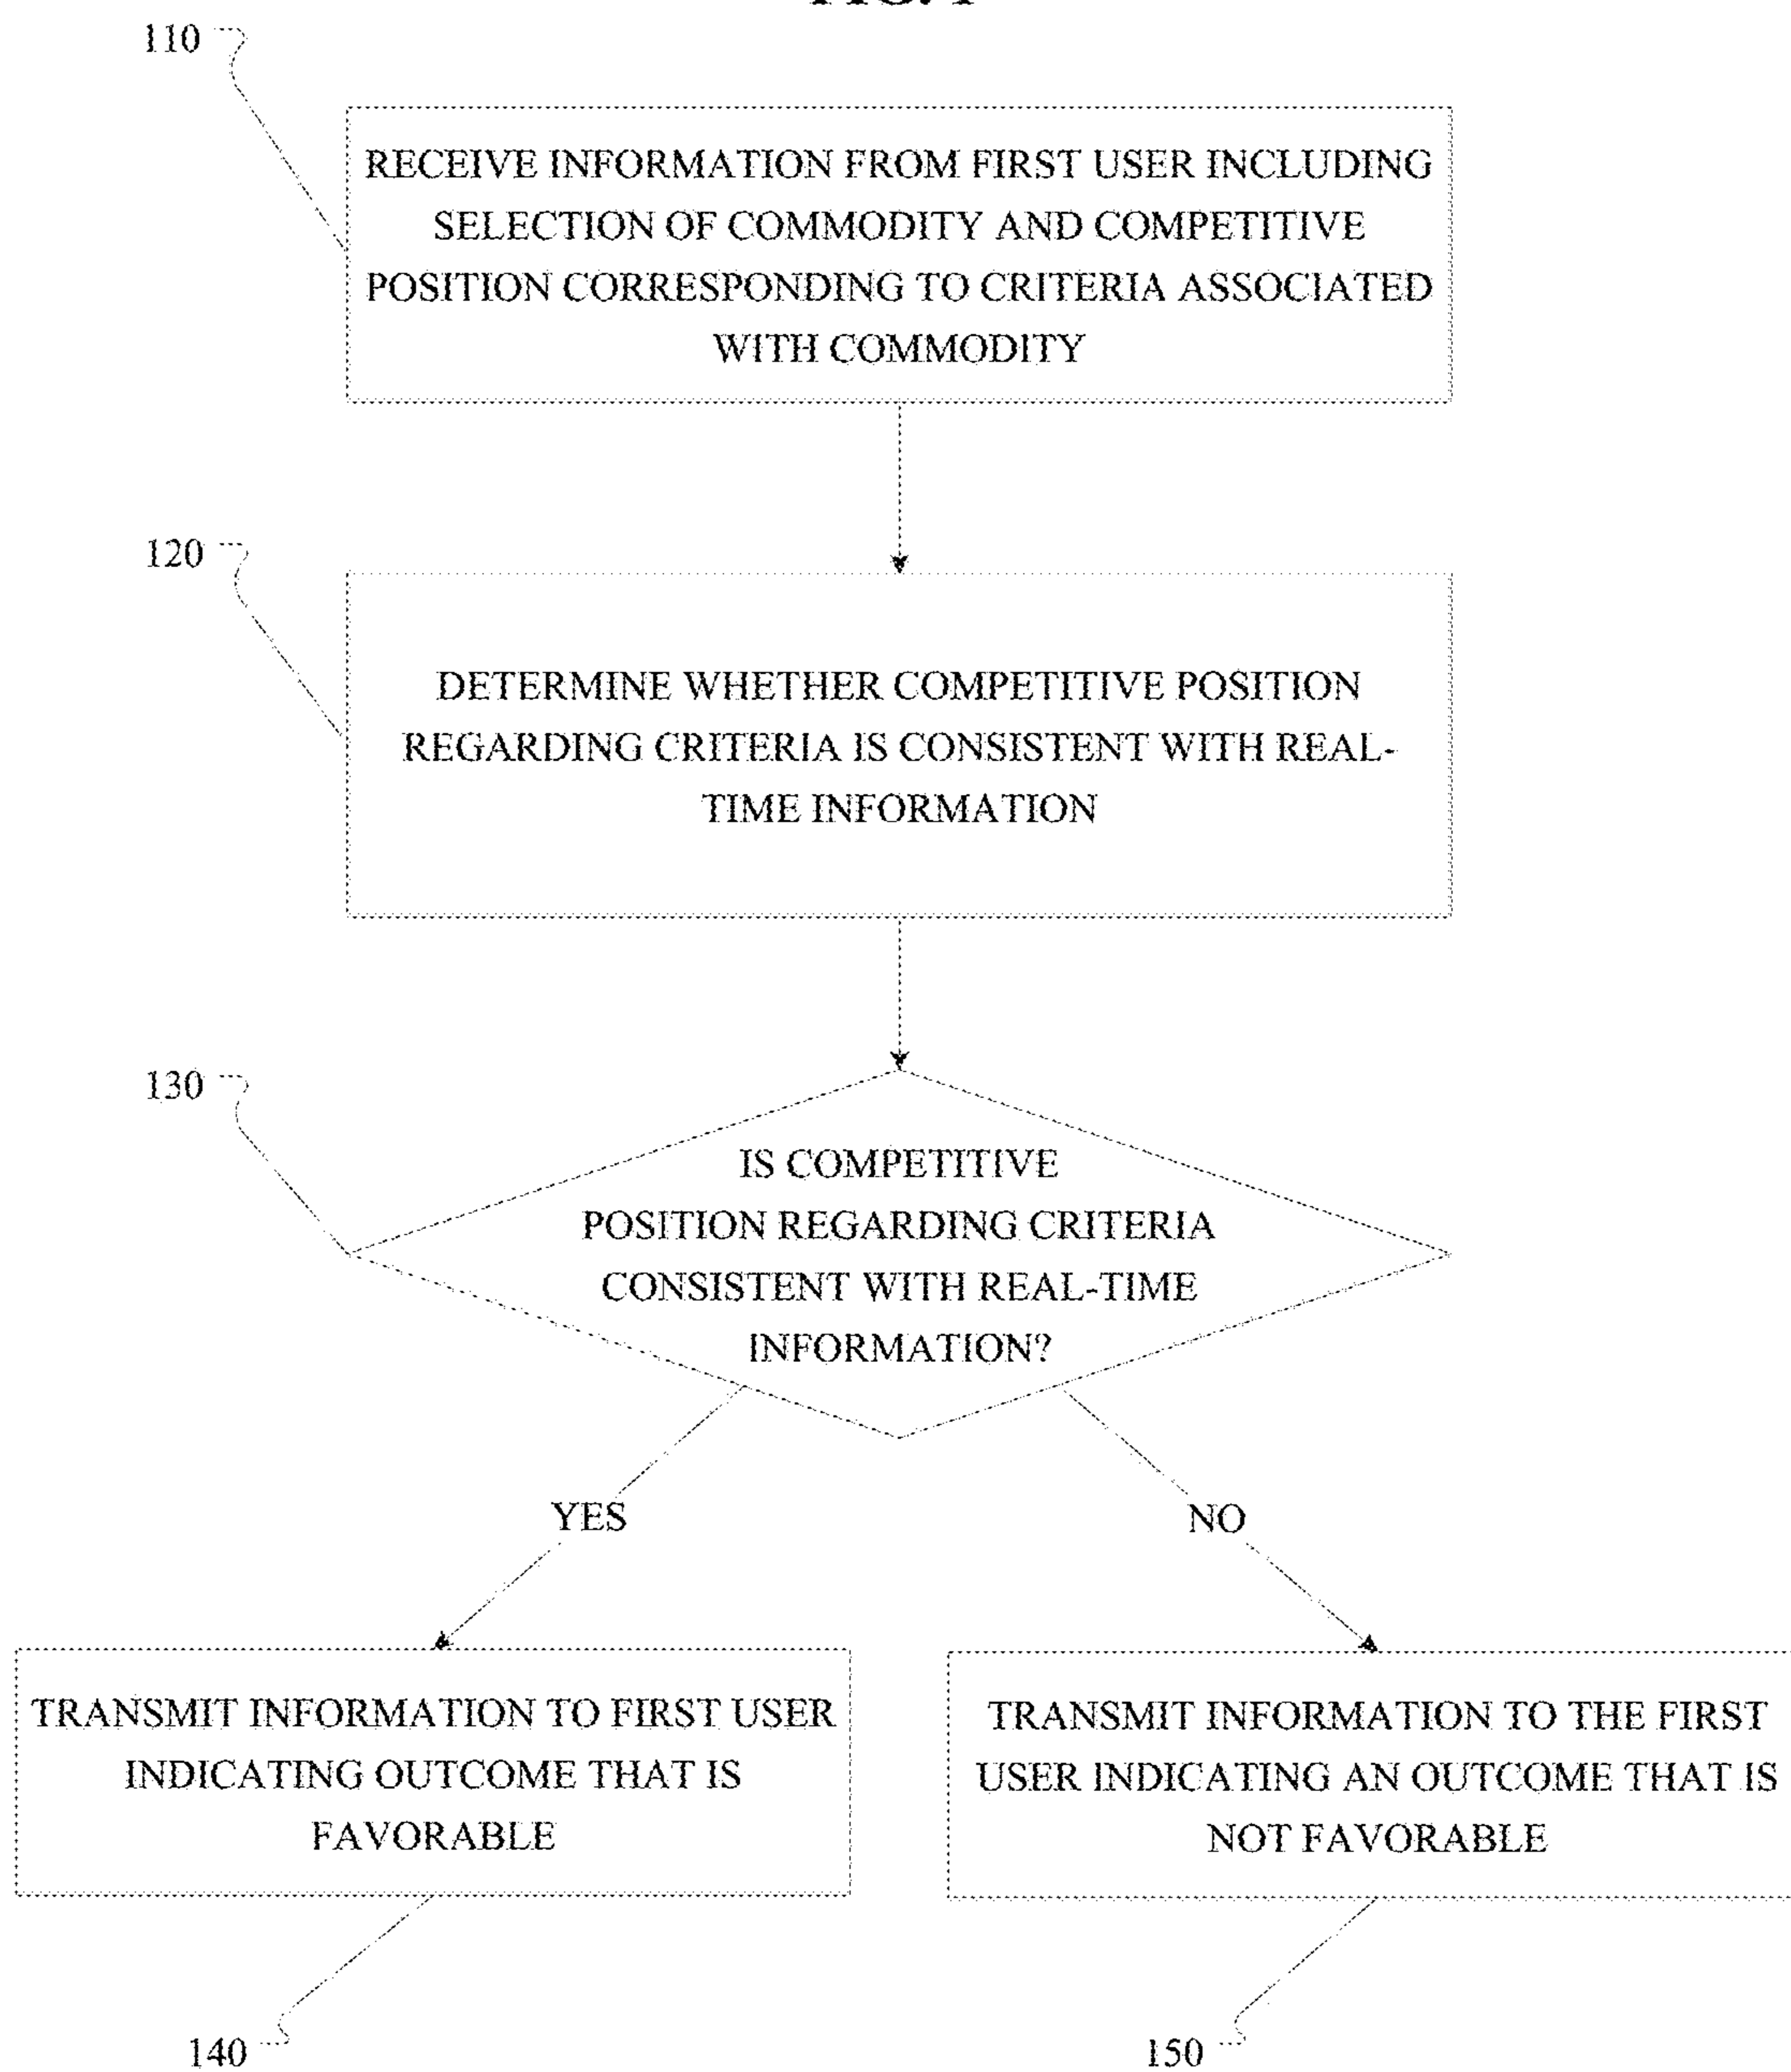 FIG. 1
110
RECEIVE INFORMATION FROM FIRST USER INCLUDING
SELECTION OF COMMODITY AND COMPETITIVE
POSITION CORRESPONDING TO CRITERIA ASSOCIATED
WITH COMMODITY
120
DETERMINE WHETHER COMPETITIVE POSITION
REGARDING CRITERIA IS CONSISTENT WITH REAL-
TIME INFORMATION
130
IS COMPETITIVE
POSITION REGARDING CRITERIA
CONSISTENT WITH REAL-TIME
INFORMATION?
YES
NO
TRANSMIT INFORMATION TO FIRST USER
INDICATING OUTCOME THAT IS
FAVORABLE
TRANSMIT INFORMATION TO THE FIRST
USER INDICATING AN OUTCOME THAT IS
NOT FAVORABLE
140
150